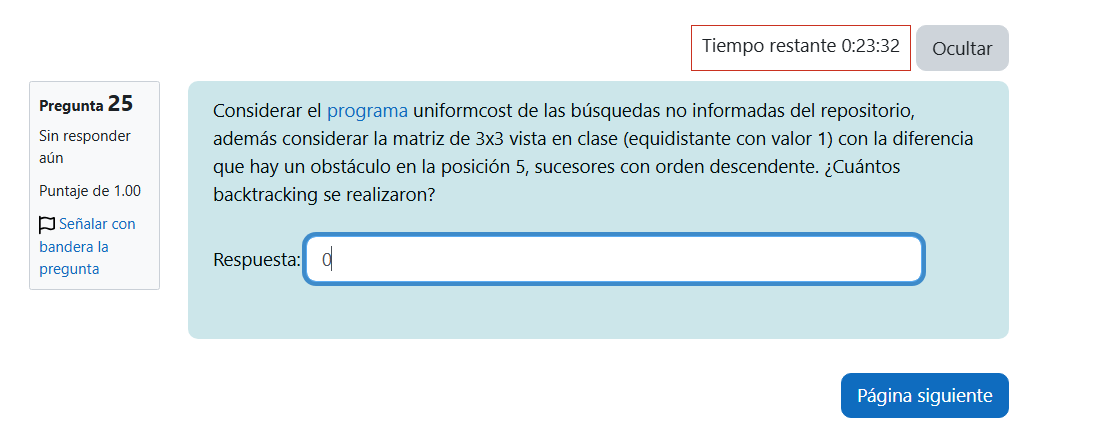 Tiempo restante 0:23:32
Ocultar
Pregunta 25
Sin responder
aún
Puntaje de 1.00
Señalar con
bandera la
pregunta
Considerar el programa uniformcost de las búsquedas no informadas del repositorio,
además considerar la matriz de 3x3 vista en clase (equidistante con valor 1) con la diferencia
que hay un obstáculo en la posición 5, sucesores con orden descendente. ¿Cuántos
backtracking se realizaron?
Respuesta: 0
Página siguiente